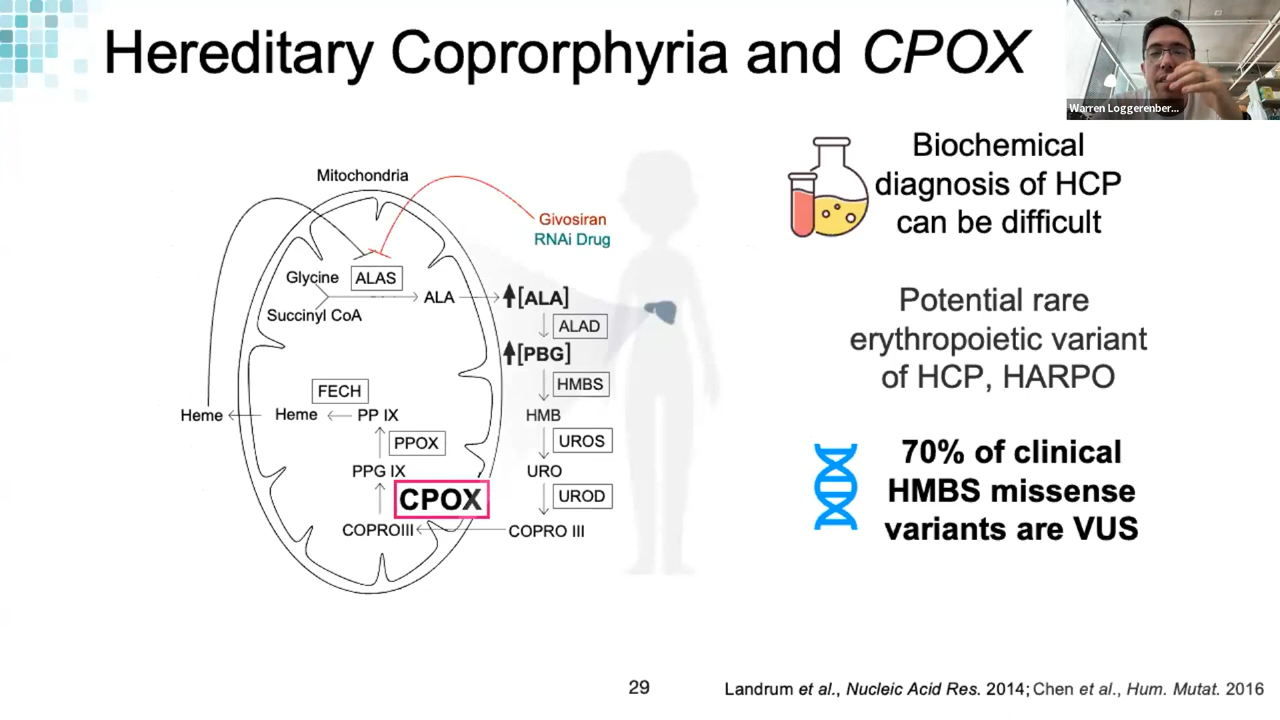 Hereditary Coprorphyria and CPOX
Warren Loggerenber...
Mitochondria
Givosiran
RNAi Drug
Glycine
ALAS
Succinyl CoA
ALA
[ALA]
ALAD
[PBG]
HMBS
HMB
UROS
URO
UROD
COPRO III
COPROIII
CPOX
PPG IX
PPOX
PP IX
FECH
Heme
Heme
Biochemical
diagnosis of HCP
can be difficult
Potential rare
erythropoietic variant
of HCP, HARPO
70% of clinical
HMBS missense
variants are VUS
29
Landrum et al., Nucleic Acid Res. 2014; Chen et al., Hum. Mutat. 2016